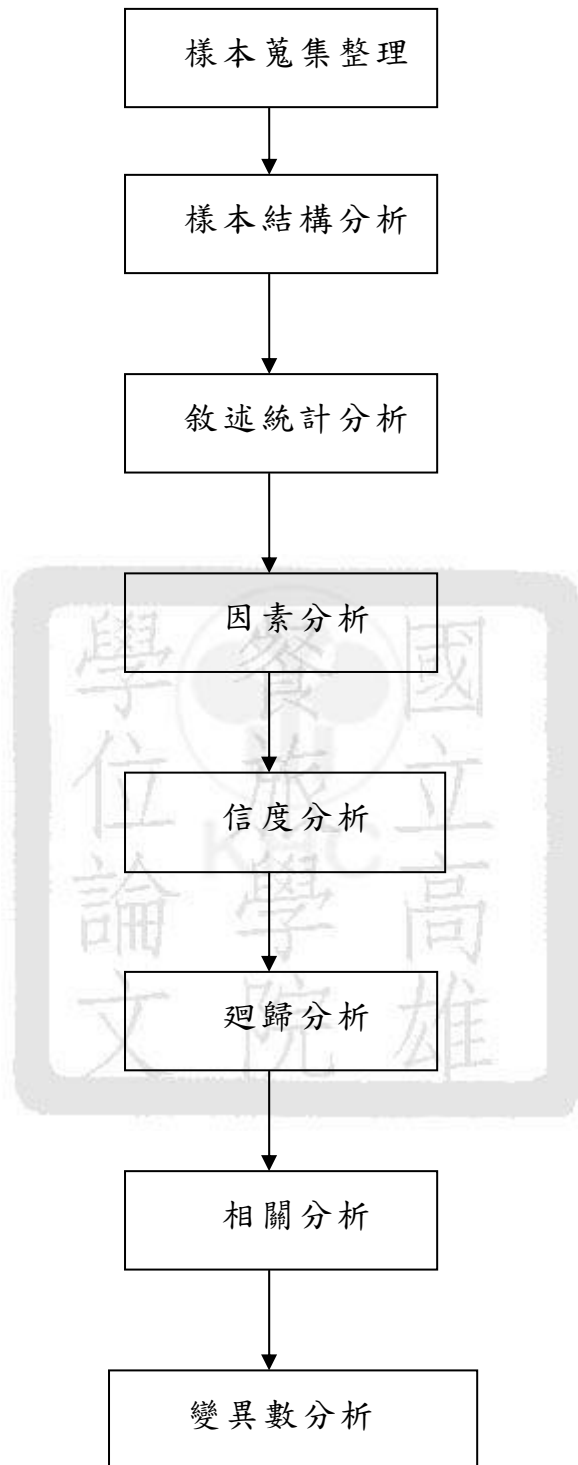 樣本蒐集整理
樣本結構分析
敘述統計分析
因素分析
信度分析
廻歸分析
相關分析
變異數分析
國立高雄
餐旅學院
學位論文